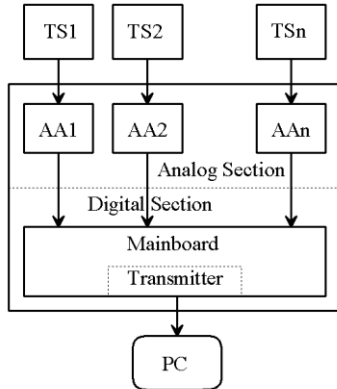 TS1 TS2 TSn
AA1 AA2 AAn
Analog Section
Digital Section
Mainboard
Transmitter
PC